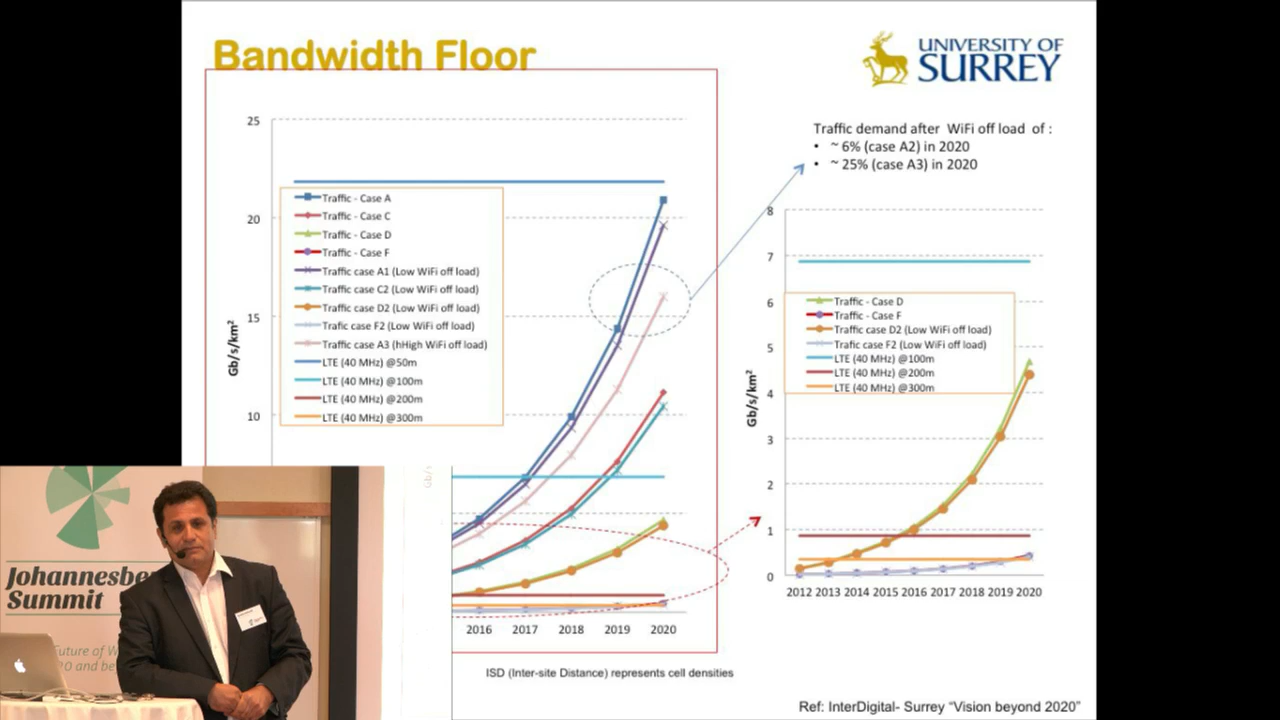 Bandwidth Floor
UNIVERSITY OF
SURREY
Traffic demand after WiFi off load of :
• ~ 6% (case A2) in 2020
• ~ 25% (case A3) in 2020
25
20
15
10
Gb/s/km²
Traffic - Case A
Traffic - Case C
Traffic - Case D
Traffic - Case F
Traffic case A1 (Low WiFi off load)
Traffic case C2 (Low WiFi off load)
Traffic case D2 (Low WiFi off load)
Trafic case F2 (Low WiFi off load)
Traffic case A3 (hHigh WiFi off load)
LTE (40 MHz) @50m
LTE (40 MHz) @100m
LTE (40 MHz) @200m
LTE (40 MHz) @300m
2016 2017 2018 2019 2020
8
7
6
5
4
3
2
1
0
Gb/s/km²
Traffic - Case D
Traffic - Case F
Traffic case D2 (Low WiFi off load)
Trafic case F2 (Low WiFi off load)
LTE (40 MHz) @100m
LTE (40 MHz) @200m
LTE (40 MHz) @300m
2012 2013 2014 2015 2016 2017 2018 2019 2020
ISD (Inter-site Distance) represents cell densities
Ref: InterDigital- Surrey “Vision beyond 2020”
Johannesbe
Summit
Future of W
and be